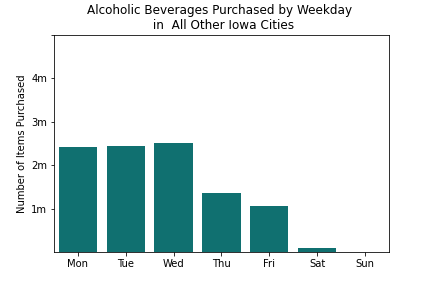 Alcoholic Beverages Purchased by Weekday
in All Other Iowa Cities
Number of Items Purchased
4m
3m
2m
1m
Mon Tue Wed Thu Fri Sat Sun